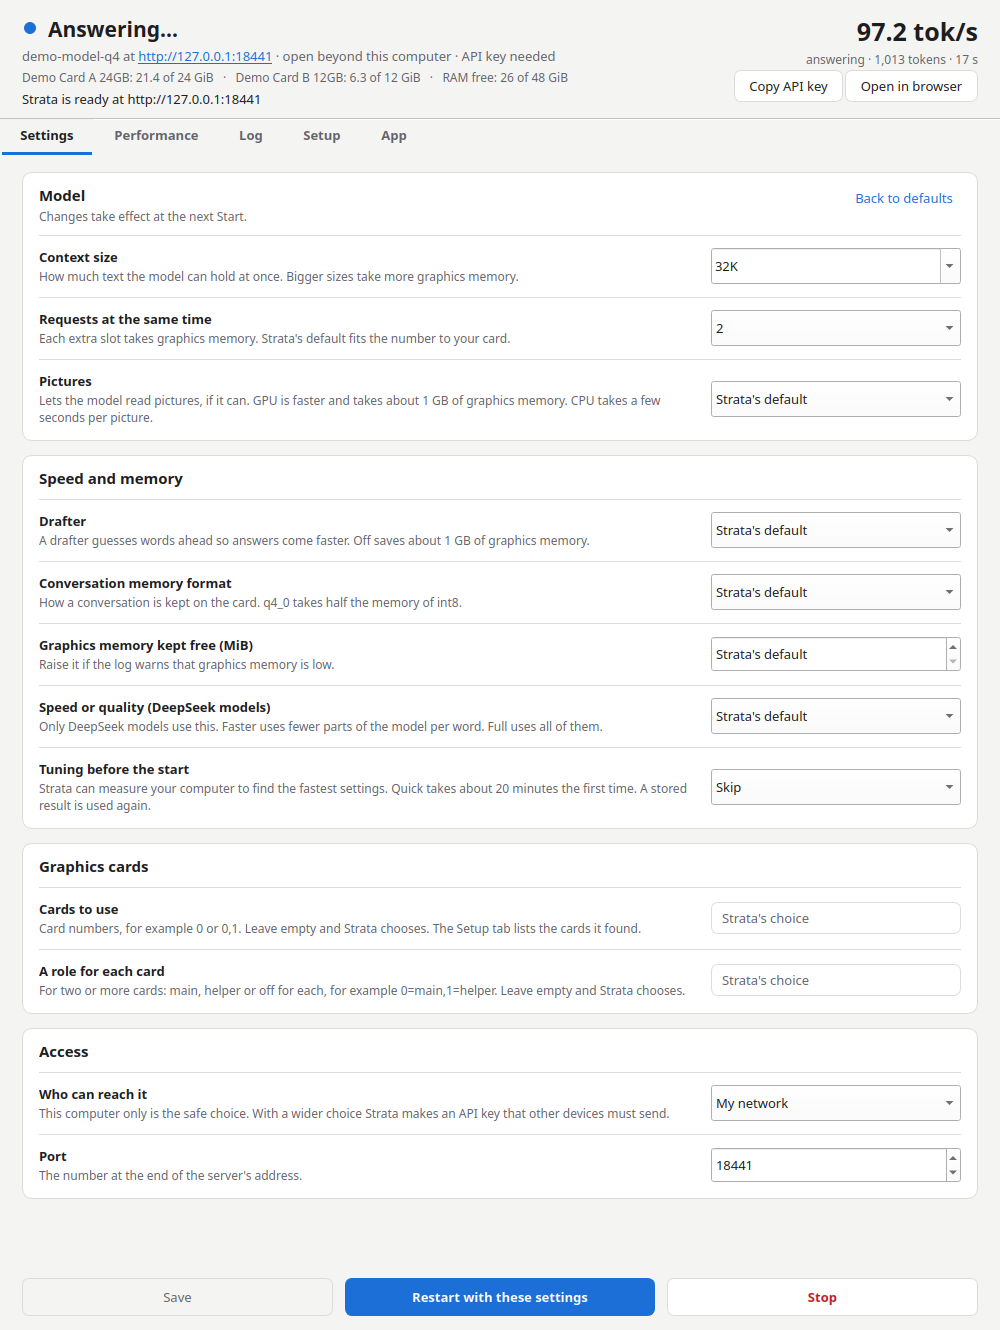 Answering...
97.2 tok/s
demo-model-q4 at http://127.0.0.1:18441 · open beyond this computer · API key needed
answering · 1,013 tokens · 17 s
Demo Card A 24GB: 21.4 of 24 GiB · Demo Card B 12GB: 6.3 of 12 GiB · RAM free: 26 of 48 GiB
Copy API key
Open in browser
Strata is ready at http://127.0.0.1:18441
Settings
Performance
Log
Setup
App
Model
Back to defaults
Changes take effect at the next Start.
Context size
How much text the model can hold at once. Bigger sizes take more graphics memory.
32K
Requests at the same time
Each extra slot takes graphics memory. Strata's default fits the number to your card.
2
Pictures
Lets the model read pictures, if it can. GPU is faster and takes about 1 GB of graphics memory. CPU takes a few
seconds per picture.
Strata's default
Speed and memory
Drafter
A drafter guesses words ahead so answers come faster. Off saves about 1 GB of graphics memory.
Strata's default
Conversation memory format
How a conversation is kept on the card. q4_0 takes half the memory of int8.
Strata's default
Graphics memory kept free (MiB)
Raise it if the log warns that graphics memory is low.
Strata's default
Speed or quality (DeepSeek models)
Only DeepSeek models use this. Faster uses fewer parts of the model per word. Full uses all of them.
Strata's default
Tuning before the start
Strata can measure your computer to find the fastest settings. Quick takes about 20 minutes the first time. A stored
result is used again.
Skip
Graphics cards
Cards to use
Card numbers, for example 0 or 0,1. Leave empty and Strata chooses. The Setup tab lists the cards it found.
Strata's choice
A role for each card
For two or more cards: main, helper or off for each, for example 0=main,1=helper. Leave empty and Strata chooses.
Strata's choice
Access
Who can reach it
This computer only is the safe choice. With a wider choice Strata makes an API key that other devices must send.
My network
Port
The number at the end of the server's address.
18441
Save
Restart with these settings
Stop